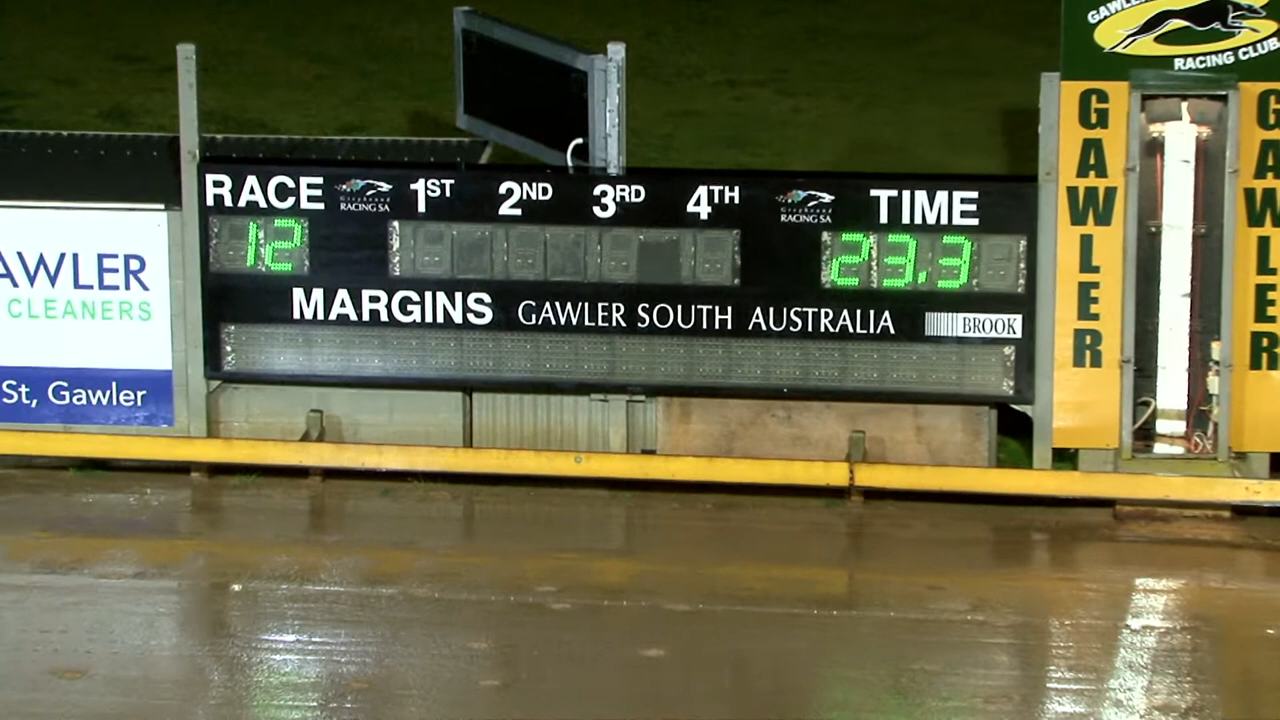 GAWLER
RACING CLUB
RACE
Greyhound
RACING SA
1ST 2ND 3RD 4TH
Greyhound
RACING SA
TIME
12
23.3
MARGINS
GAWLER SOUTH AUSTRALIA
BROOK
AWLER
CLEANERS
St, Gawler
GAWLER
GAWLER